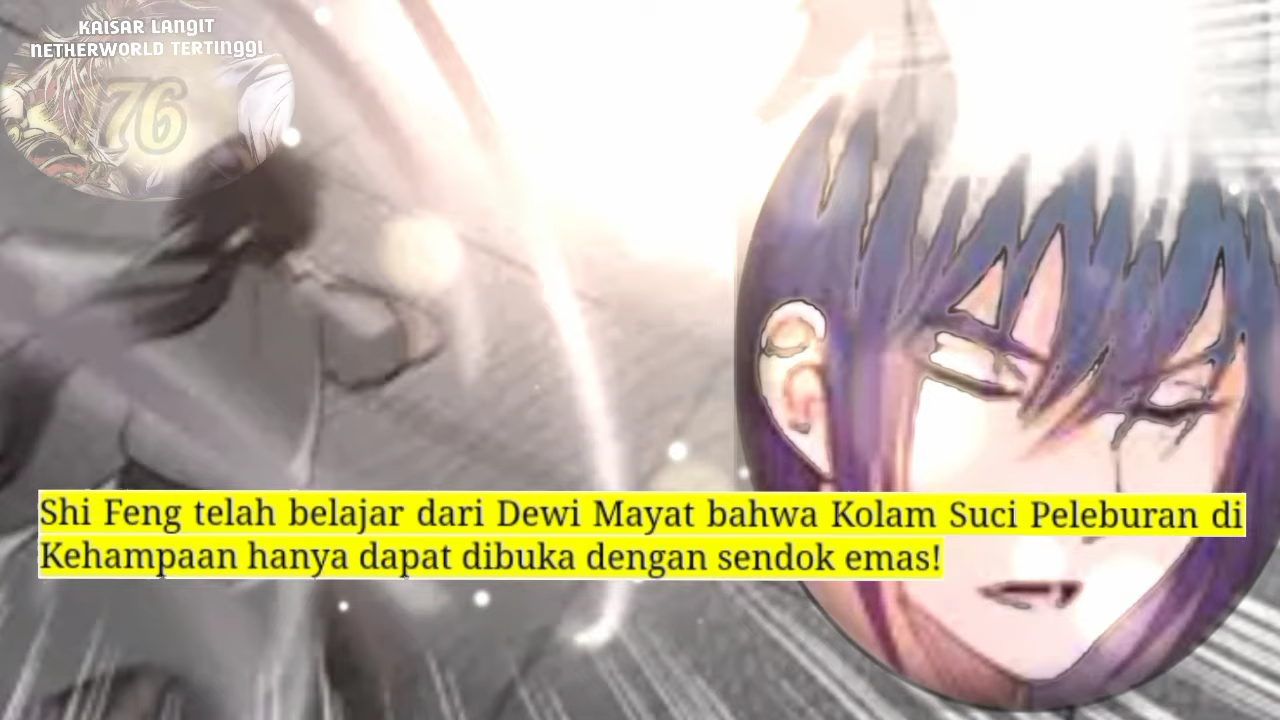 KAISAR LANGIT
NETHERWORLD TERTINGGI
76
Shi Feng telah belajar dari Dewi Mayat bahwa Kolam Suci Peleburan di
Kehampaan hanya dapat dibuka dengan sendok emas!